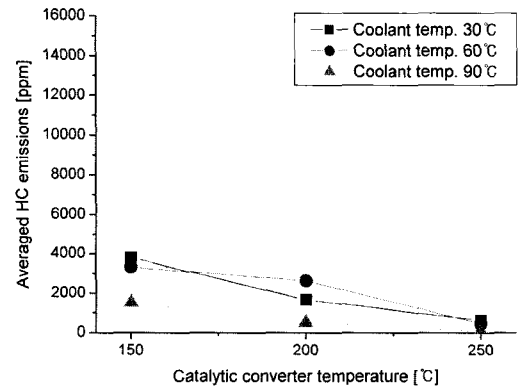 16000
14000
12000
10000
8000
6000
4000
2000
0
Averaged HC emissions [ppm]
Coolant temp. 30℃
Coolant temp. 60℃
Coolant temp. 90℃
150
200
250
Catalytic converter temperature [℃]